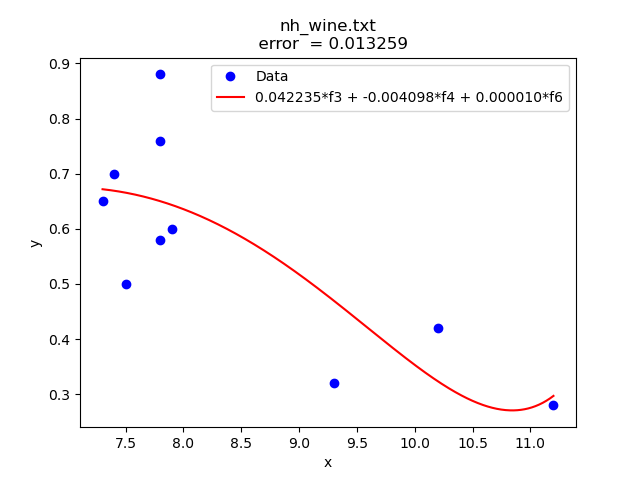 nh_wine.txt
error = 0.013259
Data
0.042235*f3 + -0.004098*f4 + 0.000010*f6
0.9
0.8
0.7
0.6
0.5
0.4
0.3
y
7.5 8.0 8.5 9.0 9.5 10.0 10.5 11.0
x